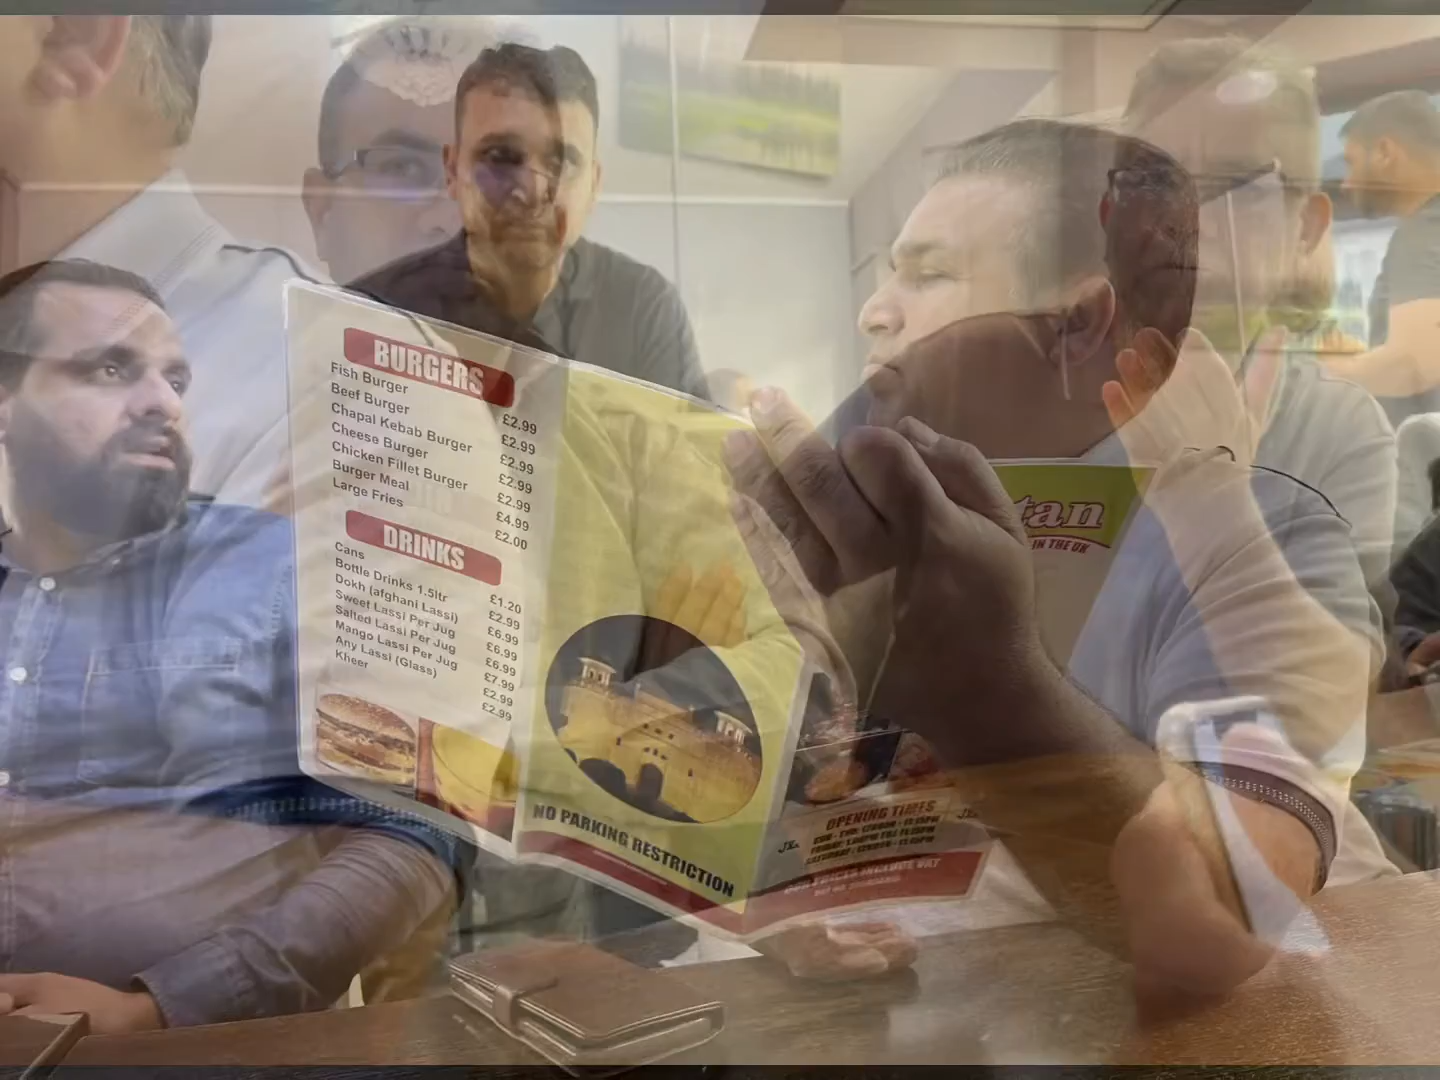 BURGERS
Fish Burger £2.99
Beef Burger £2.99
Chapal Kebab Burger £2.99
Cheese Burger £2.99
Chicken Fillet Burger £2.99
Burger Meal £4.99
Large Fries £2.00
DRINKS
Cans £1.20
Bottle Drinks 1.5ltr £2.99
Dokh (afghani Lassi) £6.99
Sweet Lassi Per Jug £6.99
Salted Lassi Per Jug £6.99
Mango Lassi Per Jug £7.99
Any Lassi (Glass) £2.99
Kheer £2.99
NO PARKING RESTRICTION
tan
IN THE UK
OPENING TIMES
OUR PRICES INCLUDE VAT